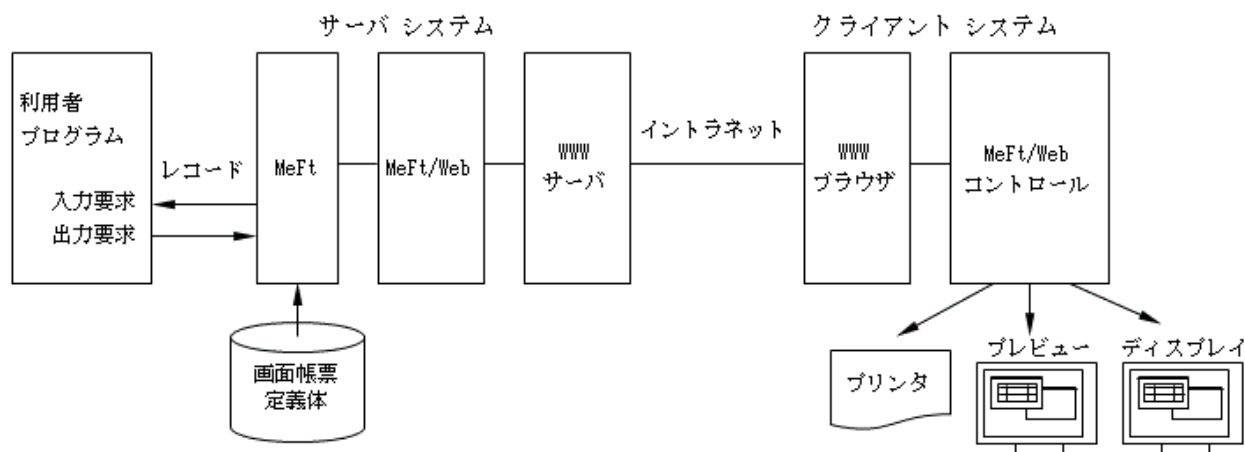 サーバ システム
クライアント システム
利用者
プログラム
レコード
入力要求
出力要求
MeFt
MeFt/Web
WWW
サーバ
イントラネット
WWW
ブラウザ
MeFt/Web
コントロール
画面帳票
定義体
プリンタ
プレビュー
ディスプレイ